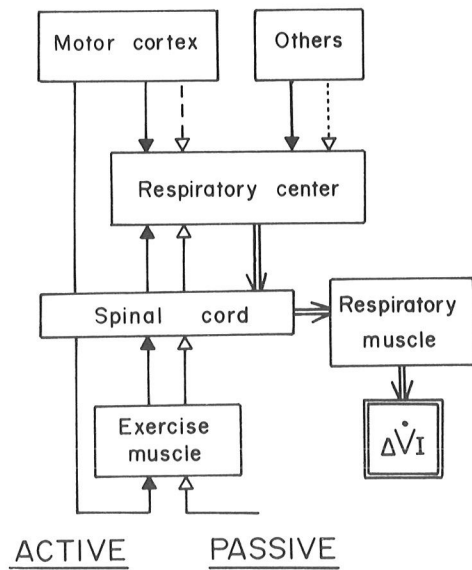 Motor cortex
Others
Respiratory center
Spinal cord
Respiratory
muscle
Exercise
muscle
ΔV̇I
ACTIVE
PASSIVE